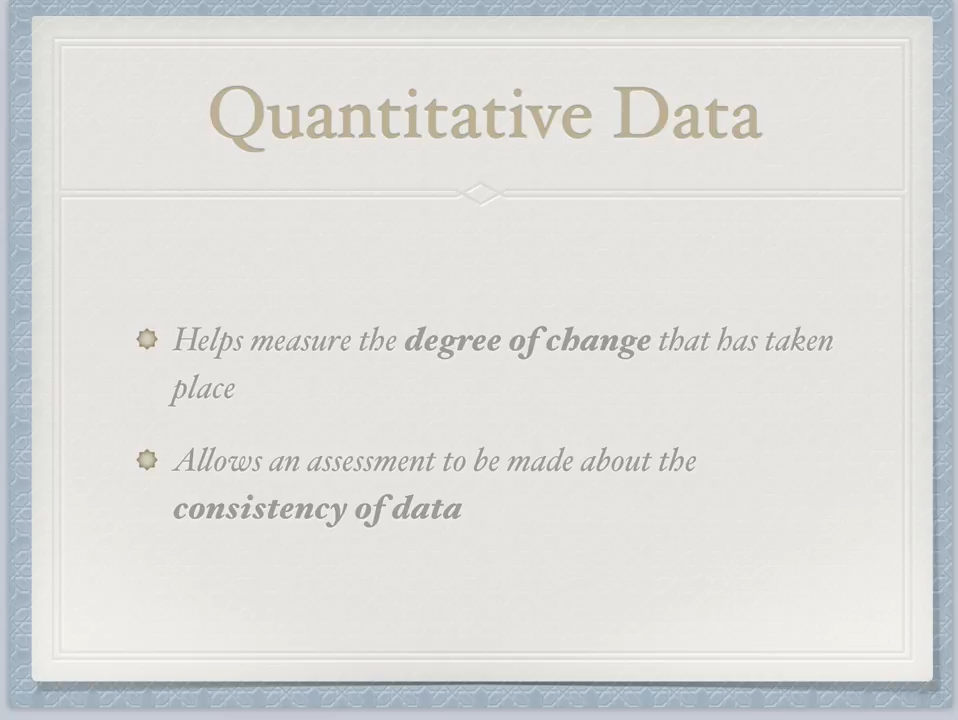 Quantitative Data
Helps measure the degree of change that has taken
place
Allows an assessment to be made about the
consistency of data